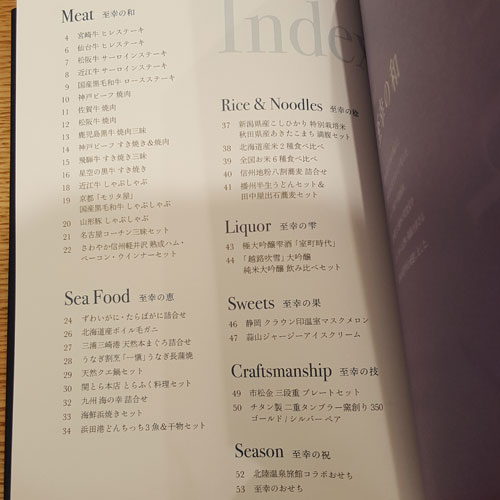 Index
Meat 至幸の和
4 宮崎牛 ヒレステーキ
6 仙台牛 ヒレステーキ
7 松阪牛 サーロインステーキ
8 近江牛 サーロインステーキ
9 国産黒毛和牛 ロースステーキ
10 神戸ビーフ 焼肉
11 佐賀牛 焼肉
12 松阪牛 焼肉
13 鹿児島黒牛 焼肉三昧
14 神戸ビーフ すき焼き&焼肉
15 飛騨牛 すき焼き三昧
16 星空の黒牛 すき焼き
18 近江牛 しゃぶしゃぶ
19 京都「モリタ屋」
国産黒毛和牛 しゃぶしゃぶ
20 山形豚 しゃぶしゃぶ
21 名古屋コーチン三昧セット
22 さわやか信州軽井沢 熟成ハム・
ベーコン・ウインナーセット
Sea Food 至幸の恵
24 ずわいがに・たらばがに詰合せ
26 北海道産ボイル毛ガニ
27 三浦三崎港 天然本まぐろ詰合せ
28 うなぎ割烹「一愼」うなぎ長蒲焼
29 天然クエ鍋セット
30 関とら本店 とらふく料理セット
32 九州 海の幸 詰合せ
33 海鮮浜焼きセット
34 浜田港どんちっち3魚&干物セット
Rice & Noodles 至幸の稔
37 新潟県産こしひかり 特別栽培米
秋田県産あきたこまち 満腹セット
38 北海道産米2種食べ比べ
39 全国お米6種食べ比べ
40 信州地粉八割蕎麦 詰合せ
41 播州半生うどんセット&
田中屋出石蕎麦セット
Liquor 至幸の雫
43 極大吟醸雫酒「室町時代」
44 「越路吹雪」大吟醸
純米大吟醸 飲み比べセット
Sweets 至幸の果
46 静岡 クラウン印温室マスクメロン
47 蒜山ジャージーアイスクリーム
Craftsmanship 至幸の技
49 市松金 三段重 プレートセット
50 チタン製 二重タンブラー窯創り 350
ゴールド / シルバー ペア
Season 至幸の祝
52 北陸温泉旅館コラボおせち
53 至幸のおせち